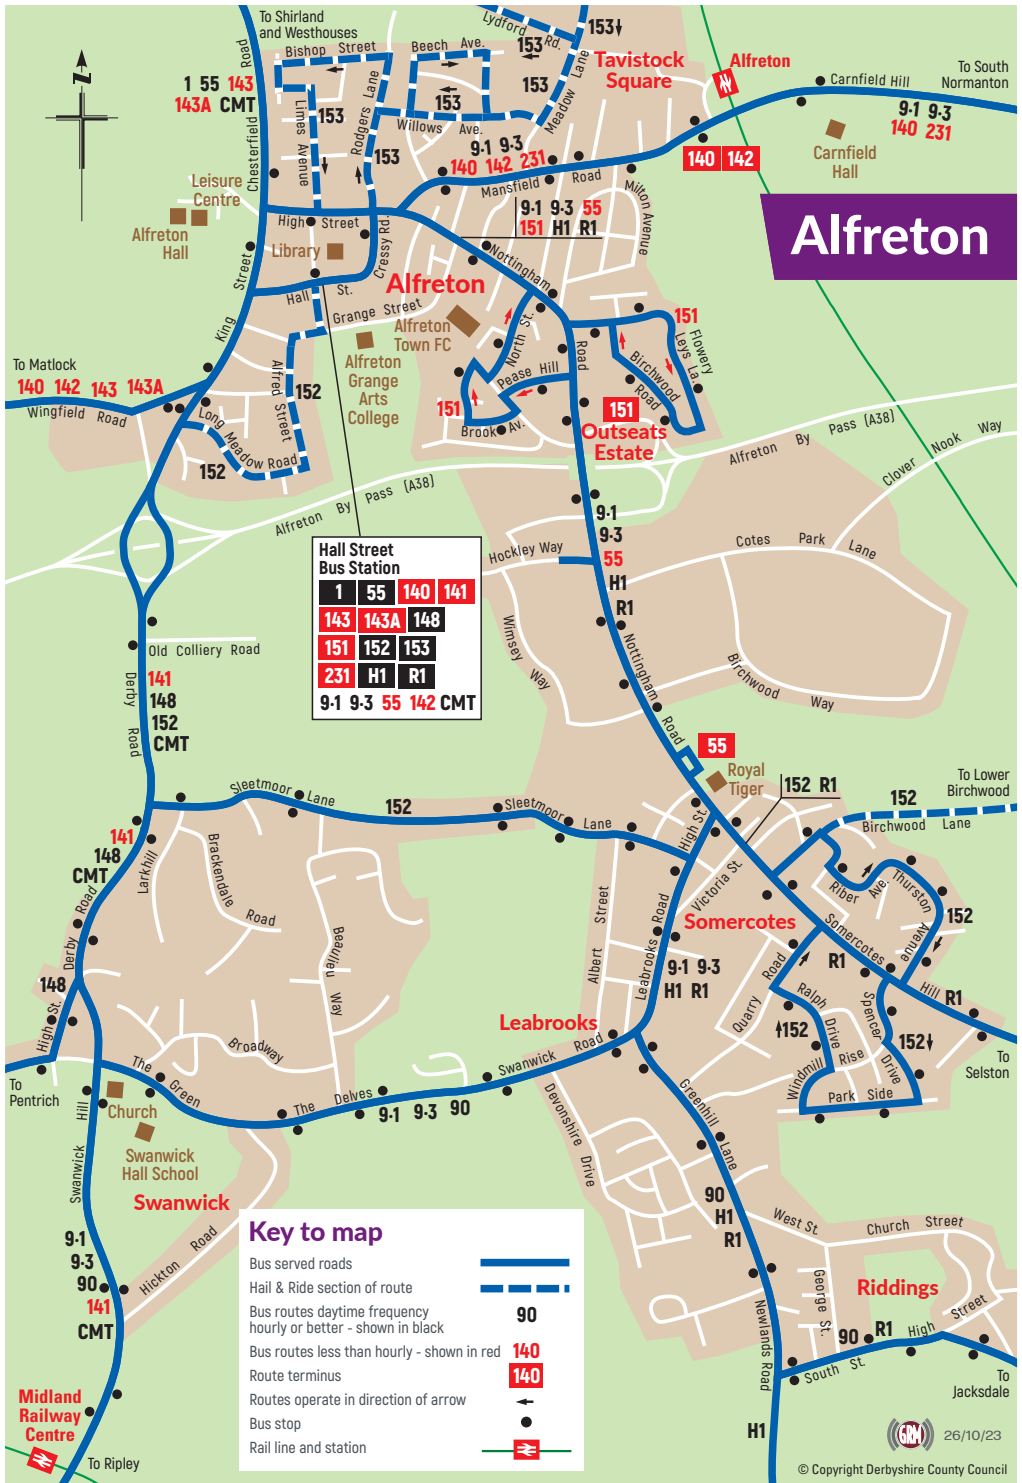 To Shirland
and Westhouses
Lydford Rd.
153
153
Bishop Street
Beech Ave.
Road
1 55 143
143A CMT
Chesterfield
Limes Avenue
153
Rodgers Lane
153
153
Willows Ave.
153
Meadow Lane
Tavistock
Square
Alfreton
Carnfield Hill
To South
Normanton
9·1 9·3
140 231
Carnfield
Hall
9·1 9·3
140 142 231
Mansfield Road
140 142
Milton Avenue
Alfreton
Leisure
Centre
Alfreton
Hall
High Street
Library
Cressy Rd.
9·1 9·3 55
151 H1 R1
Nottingham
Alfreton
Street
King
Hall St.
Grange Street
Alfreton
Town FC
Alfreton
Grange
Arts
College
North St.
Pease Hill
Road
151
Brook Av.
151
Flowery
Leys La.
Birchwood
Road
151
Outseats
Estate
To Matlock
140 142 143 143A
Wingfield Road
Alfred Street
152
Long Meadow Road
152
Alfreton By Pass (A38)
Alfreton By Pass (A38)
Clover Nook Way
9·1
9·3
55
H1
R1
Hockley Way
Cotes Park Lane
Hall Street
Bus Station
1 55 140 141
143 143A 148
151 152 153
231 H1 R1
9·1 9·3 55 142 CMT
Wimsey Way
Nottingham
Road
Birchwood Way
Old Colliery Road
Derby
Road
141
148
152
CMT
55
Royal
Tiger
152 R1
To Lower
Birchwood
152
Birchwood Lane
Sleetmoor Lane
152
Sleetmoor Lane
High St.
141
148
CMT
Larkhill
Brackendale
Road
Derby Road
Victoria St.
Riber Ave.
Thurston
Avenue
152
Somercotes
Albert Street
Leabrooks Road
9·1 9·3
H1 R1
Somercotes
Hill
R1
R1
Quarry Road
Ralph
Drive
152
Spencer
Drive
152
Windmill Rise
Park Side
To
Selston
148
High St.
Beaulieu
Way
Leabrooks
Broadway
To
Pentrich
The Green
Church
Swanwick
Hall School
The Delves
9·1 9·3 90
Swanwick Road
Devonshire
Drive
Greenhill
Lane
Swanwick Hill
Swanwick
9·1
9·3
90
141
CMT
Hickton Road
90
H1
R1
West St.
Church Street
Riddings
George St.
Newlands Road
90 R1
High Street
South St.
To
Jacksdale
H1
Midland
Railway
Centre
To Ripley
Key to map
Bus served roads
Hail & Ride section of route
Bus routes daytime frequency
hourly or better - shown in black
90
Bus routes less than hourly - shown in red 140
Route terminus 140
Routes operate in direction of arrow
Bus stop
Rail line and station
GRM
26/10/23
© Copyright Derbyshire County Council